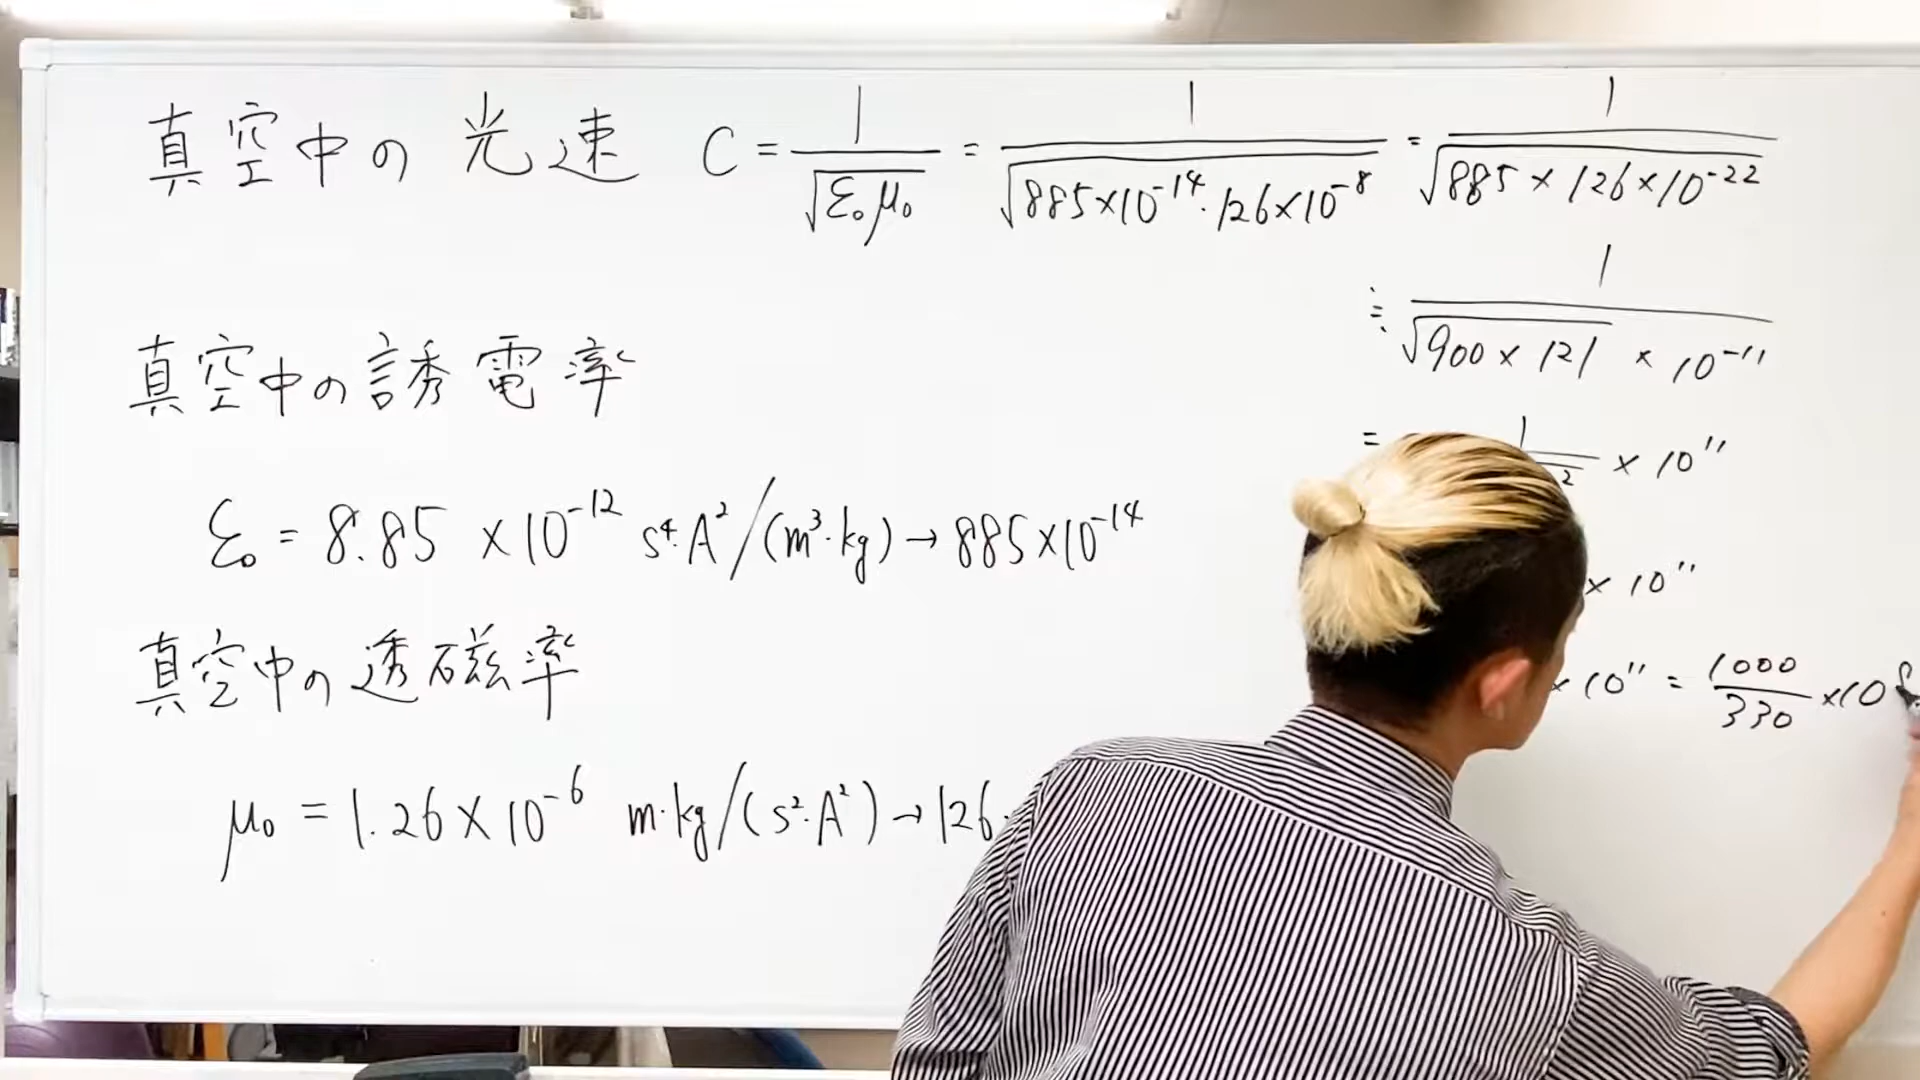 真空中の光速 C = 1/√ε₀μ₀ = 1/√885×10⁻¹⁴·126×10⁻⁸ = 1/√885×126×10⁻²²
≒ 1/√900×121 × 10⁻¹¹
真空中の誘電率
= 1 2 × 10¹¹
ε₀ = 8.85 ×10⁻¹² s⁴·A²/(m³·kg) → 885×10⁻¹⁴
× 10¹¹
真空中の透磁率
× 10¹¹ = 1000/330 ×10⁸
μ₀ = 1.26×10⁻⁶ m·kg/(s²·A²) → 126